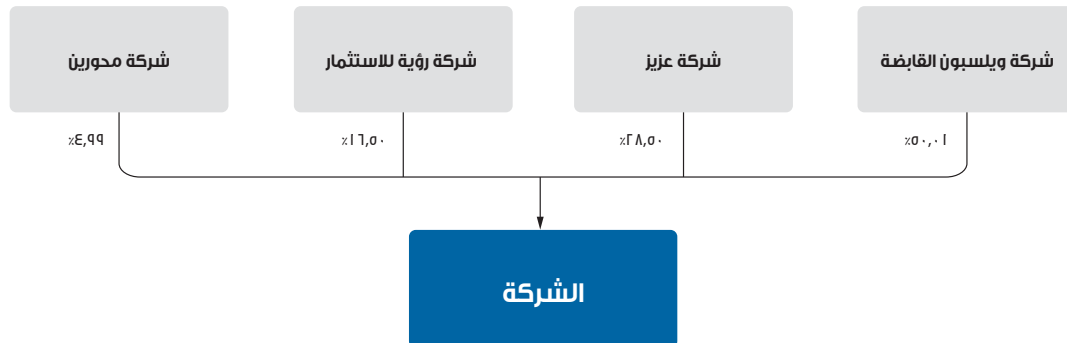 شركة ويلسبون القابضة
شركة عزيز
شركة رؤية للاستثمار
شركة محورين
٥٠,٠١٪
٢٨,٥٠٪
١٦,٥٠٪
٤,٩٩٪
الشركة